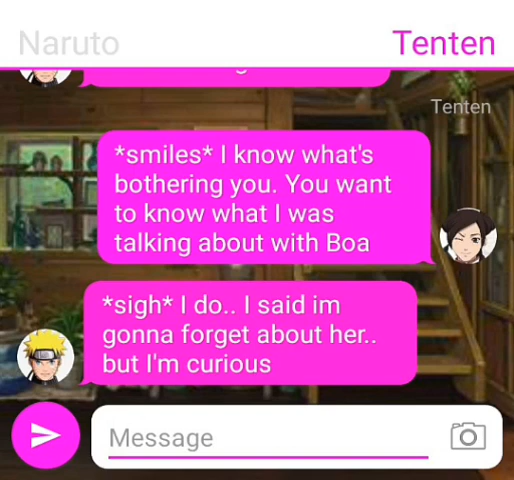 Naruto Tenten
Tenten
*smiles* I know what's
bothering you. You want
to know what I was
talking about with Boa
*sigh* I do.. I said im
gonna forget about her..
but I'm curious
Message